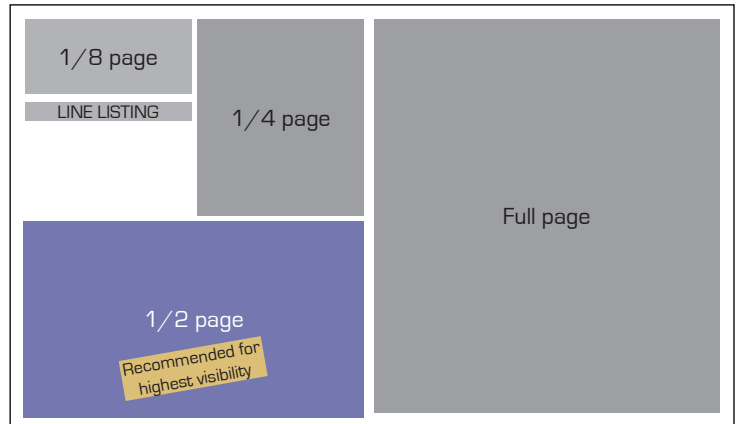 1/8 page
LINE LISTING
1/4 page
Full page
1/2 page
Recommended for
highest visibility